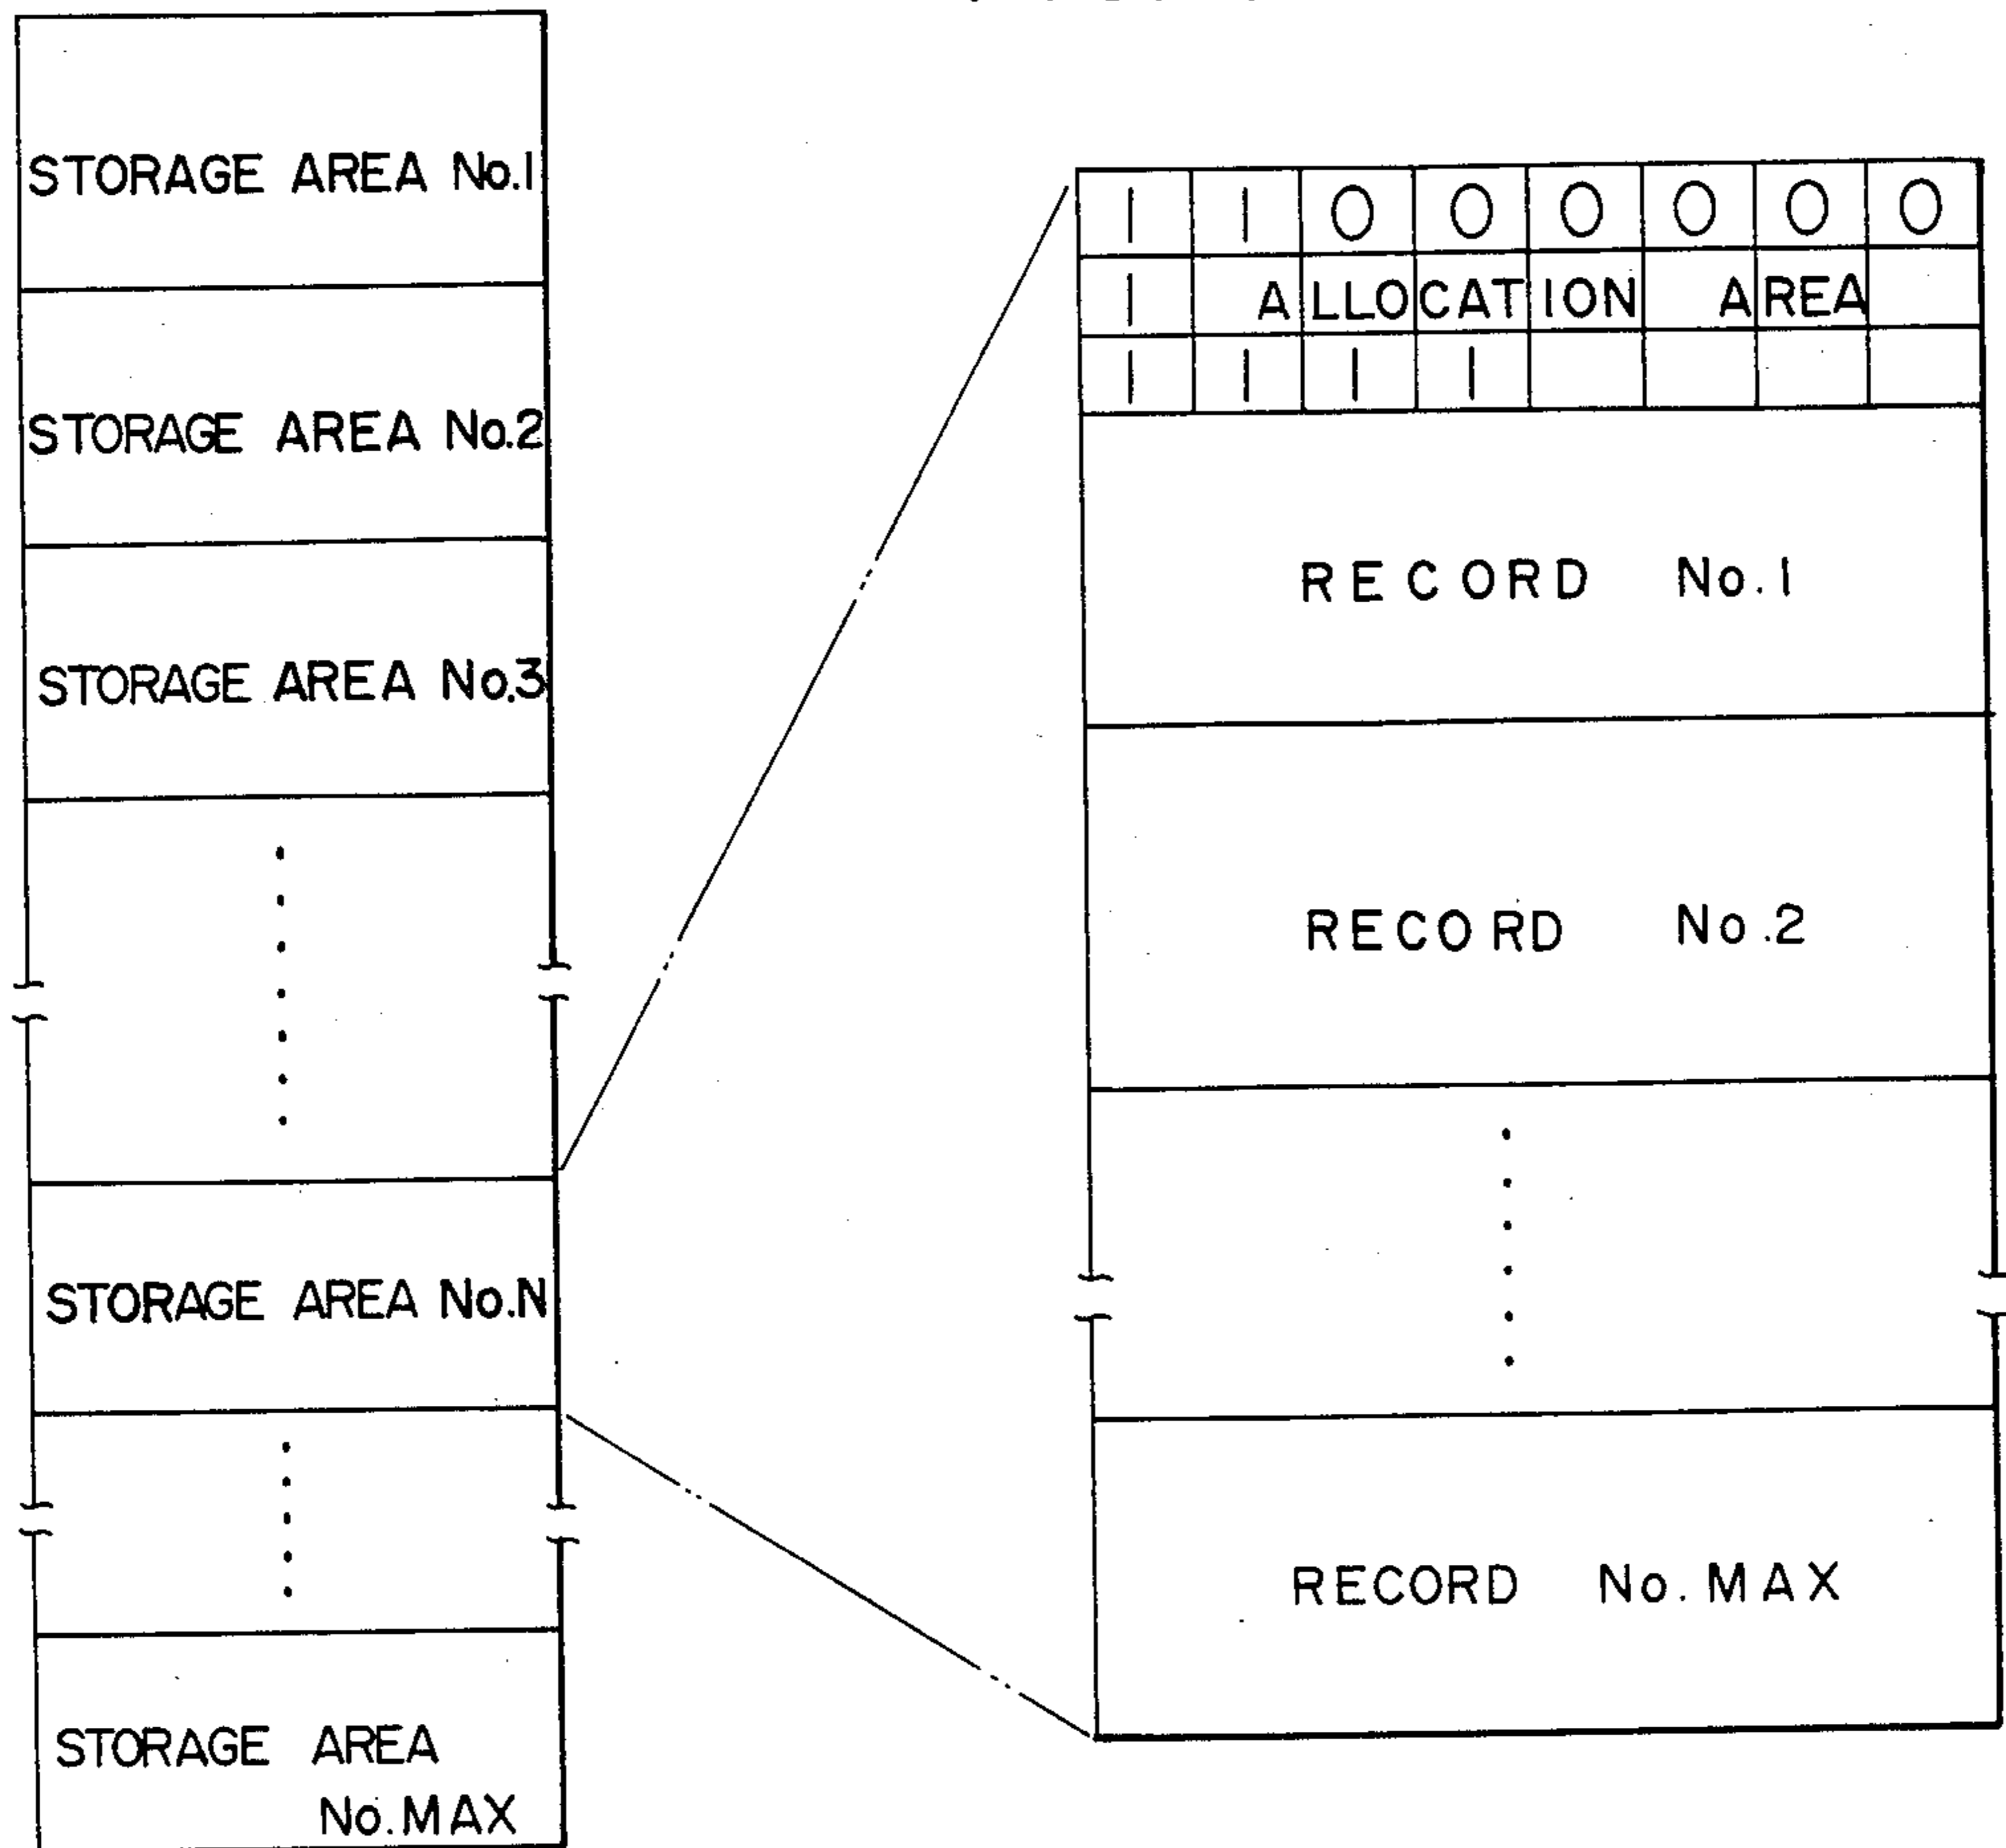 STORAGE AREA No.1
STORAGE AREA No.2
STORAGE AREA No.3
STORAGE AREA No.N
STORAGE AREA
No.MAX
1 1 0 0 0 0 0 0
1 ALLOCATION AREA
1 1 1 1
RECORD No.1
RECORD No.2
RECORD No.MAX